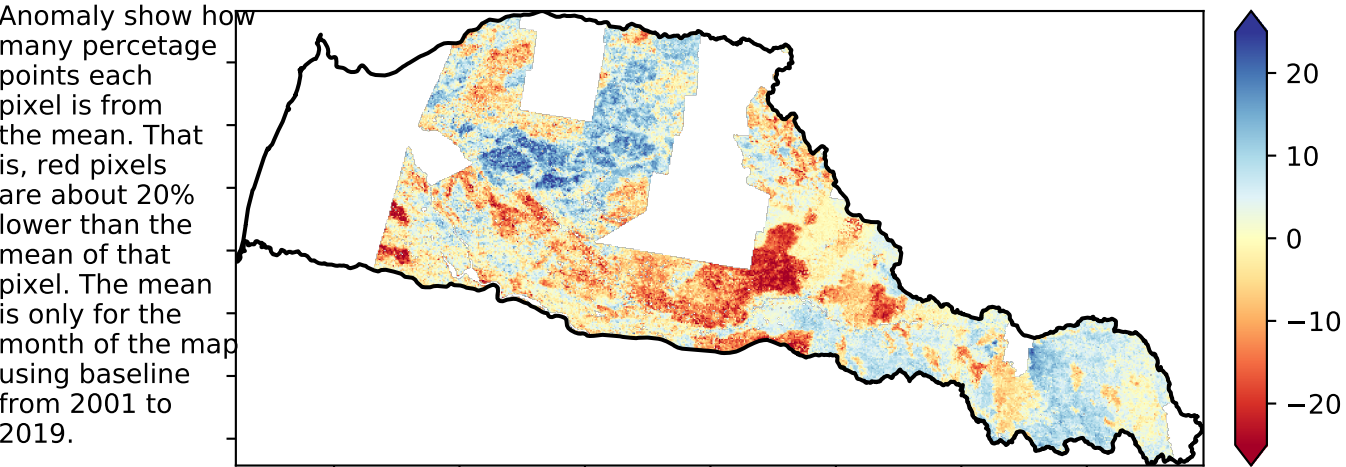 Anomaly show how
many percetage
points each
pixel is from
the mean. That
is, red pixels
are about 20%
lower than the
mean of that
pixel. The mean
is only for the
month of the map
using baseline
from 2001 to
2019.
20
10
0
−10
−20